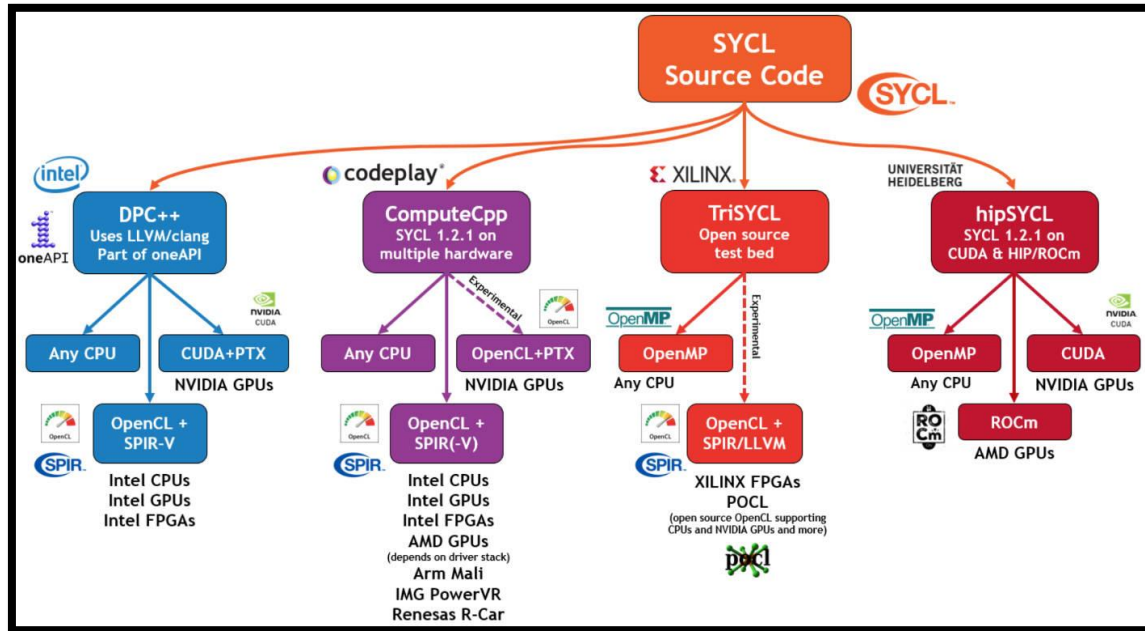 SYCL
Source Code
SYCL™
intel
oneAPI
DPC++
Uses LLVM/clang
Part of oneAPI
NVIDIA
CUDA
Any CPU
CUDA+PTX
NVIDIA GPUs
OpenCL
SPIR™
OpenCL +
SPIR-V
Intel CPUs
Intel GPUs
Intel FPGAs
codeplay®
ComputeCpp
SYCL 1.2.1 on
multiple hardware
Experimental
OpenCL
Any CPU
OpenCL+PTX
NVIDIA GPUs
OpenCL
SPIR™
OpenCL +
SPIR(-V)
Intel CPUs
Intel GPUs
Intel FPGAs
AMD GPUs
(depends on driver stack)
Arm Mali
IMG PowerVR
Renesas R-Car
XILINX®
TriSYCL
Open source
test bed
OpenMP
Experimental
OpenMP
Any CPU
OpenCL
SPIR™
OpenCL +
SPIR/LLVM
XILINX FPGAs
POCL
(open source OpenCL supporting
CPUs and NVIDIA GPUs and more)
pocl
UNIVERSITÄT
HEIDELBERG
hipSYCL
SYCL 1.2.1 on
CUDA & HIP/ROCm
OpenMP
NVIDIA
CUDA
OpenMP
Any CPU
CUDA
NVIDIA GPUs
ROCm
ROCm
AMD GPUs